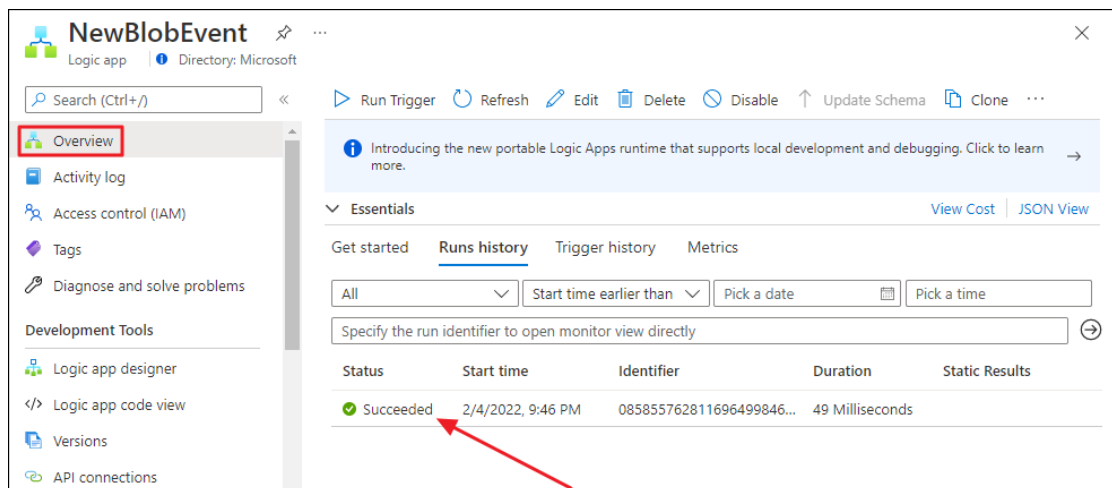 NewBlobEvent
Logic app Directory: Microsoft
Search (Ctrl+/)
Overview
Activity log
Access control (IAM)
Tags
Diagnose and solve problems
Development Tools
Logic app designer
Logic app code view
Versions
API connections
Run Trigger Refresh Edit Delete Disable Update Schema Clone
Introducing the new portable Logic Apps runtime that supports local development and debugging. Click to learn
more.
Essentials View Cost JSON View
Get started Runs history Trigger history Metrics
All Start time earlier than Pick a date Pick a time
Specify the run identifier to open monitor view directly
Status Start time Identifier Duration Static Results
Succeeded 2/4/2022, 9:46 PM 085855762811696499846... 49 Milliseconds